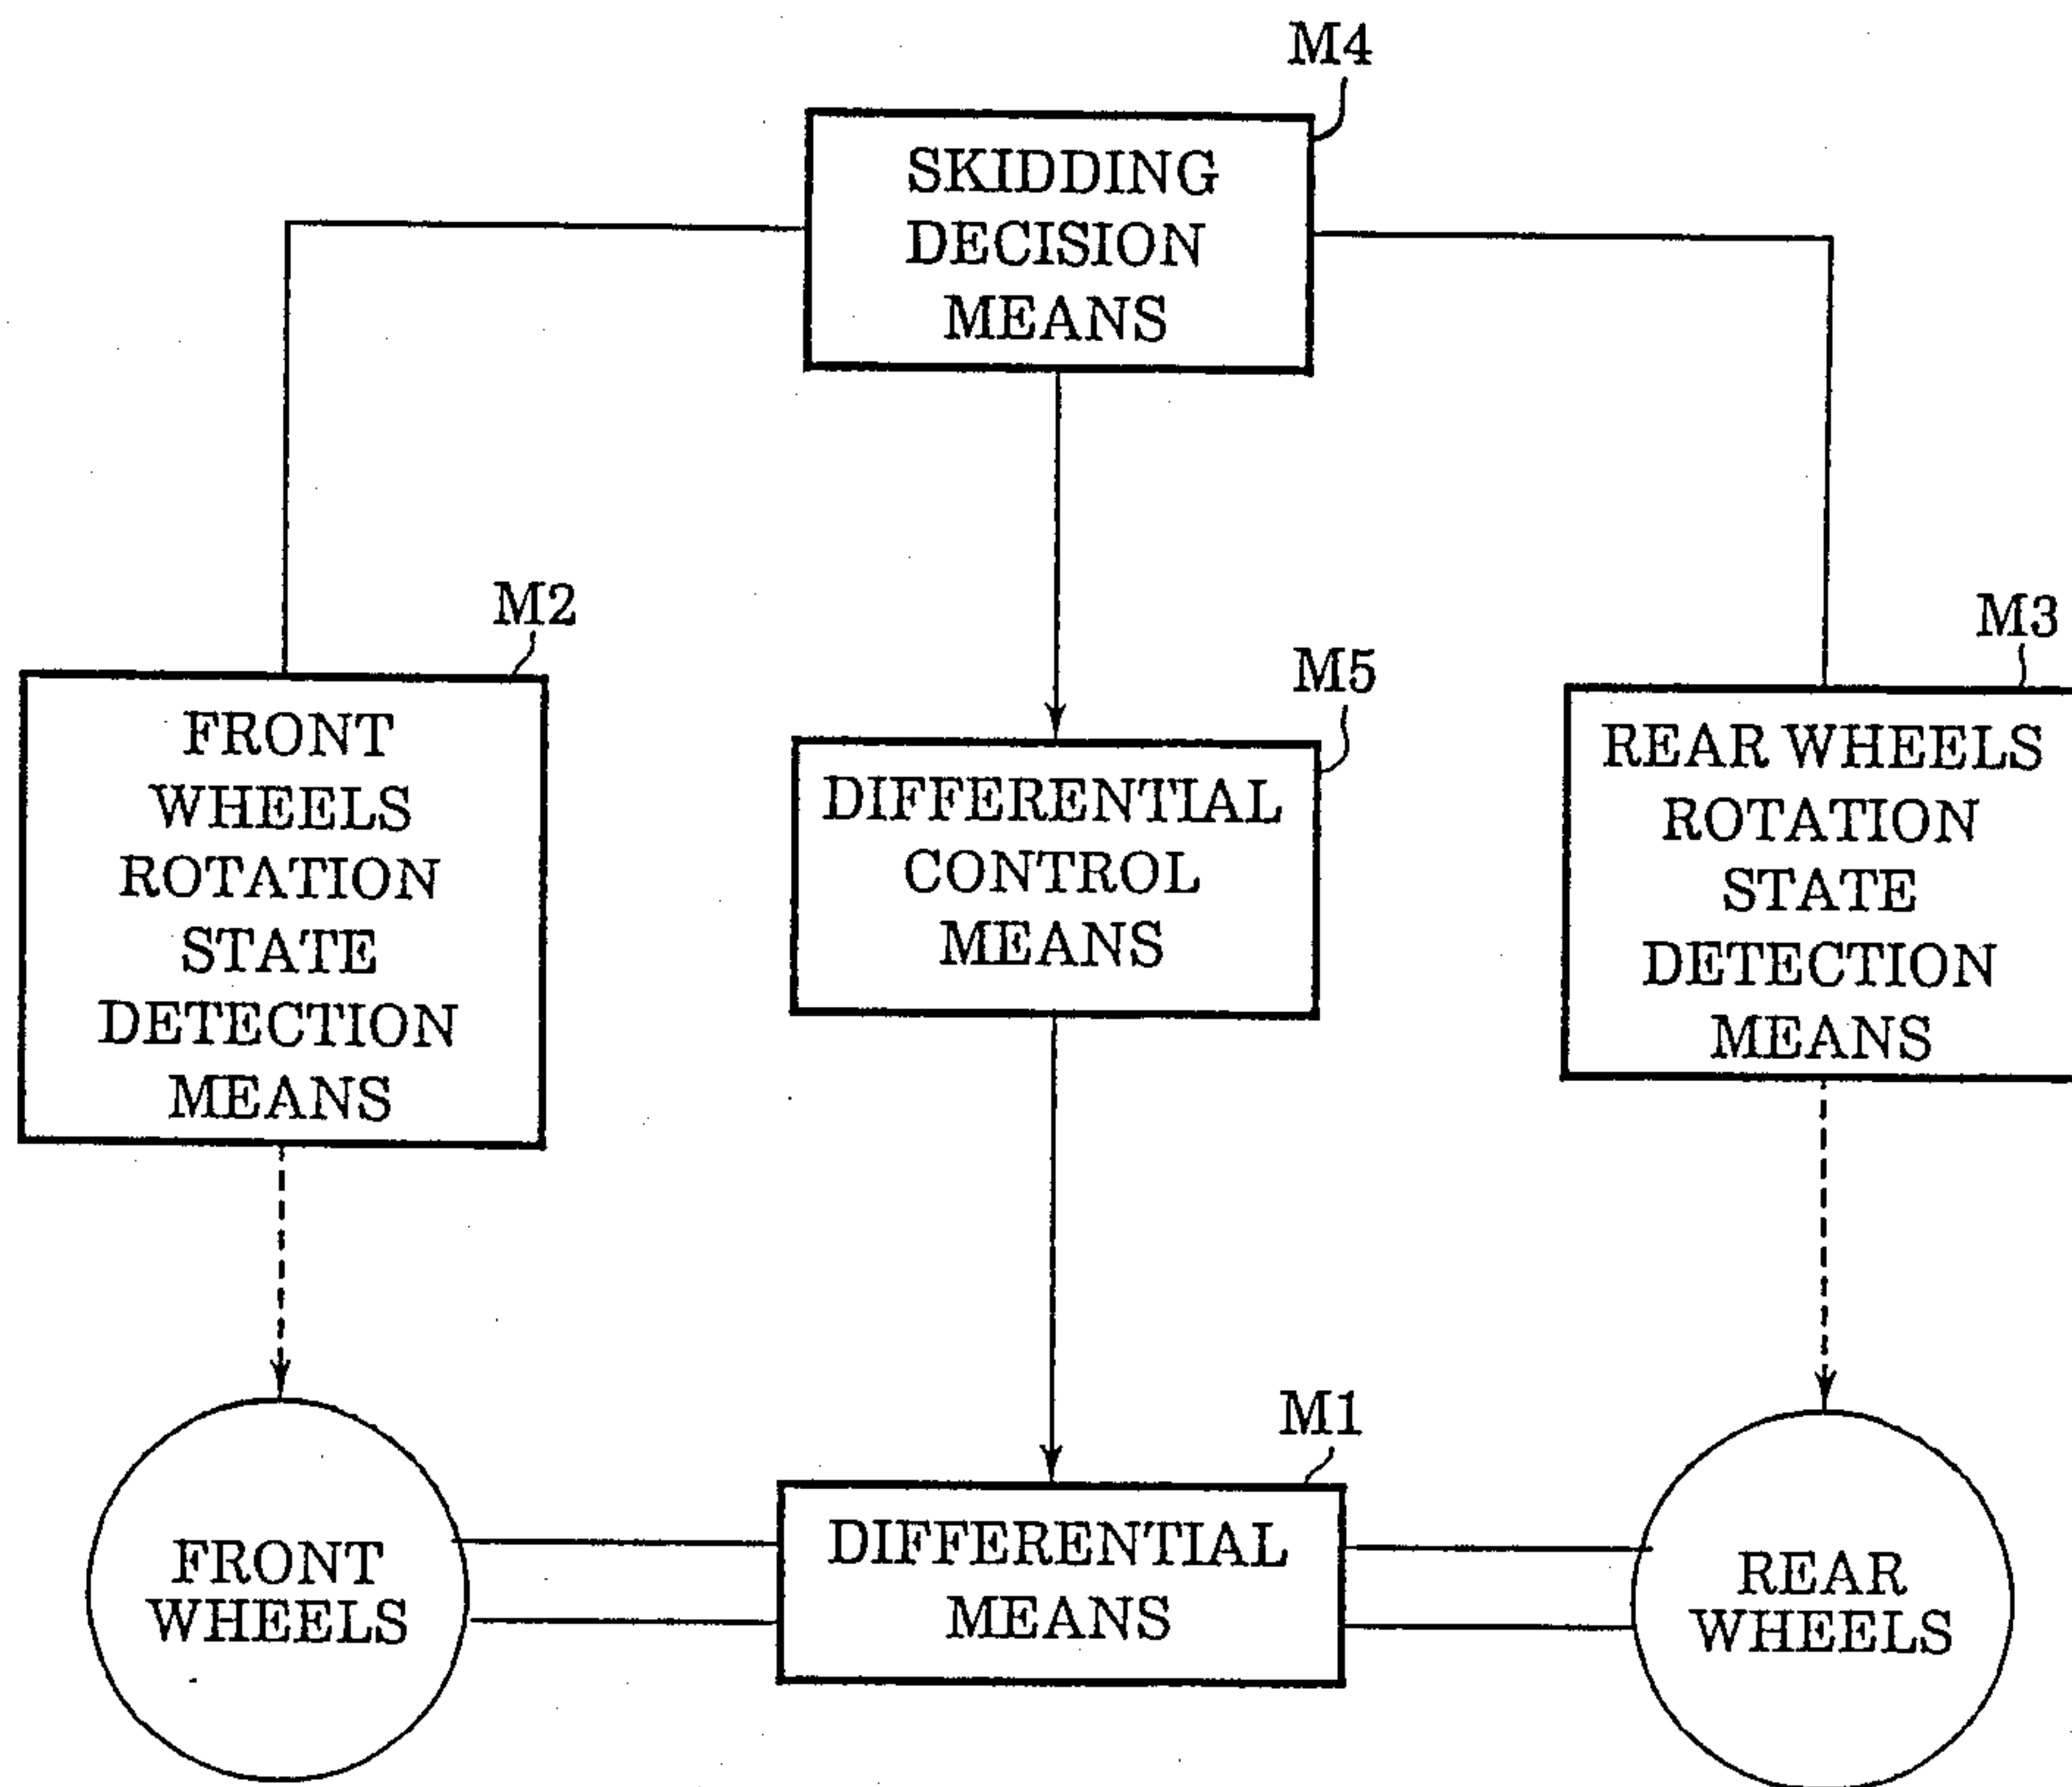 M4
SKIDDING
DECISION
MEANS
M2
FRONT
WHEELS
ROTATION
STATE
DETECTION
MEANS
M5
DIFFERENTIAL
CONTROL
MEANS
M3
REAR WHEELS
ROTATION
STATE
DETECTION
MEANS
FRONT
WHEELS
M1
DIFFERENTIAL
MEANS
REAR
WHEELS